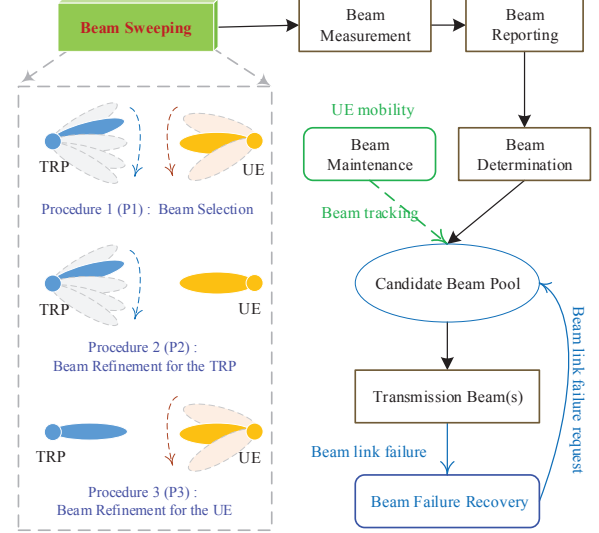 Beam Sweeping
Beam
Measurement
Beam
Reporting
TRP
UE
Procedure 1 (P1) : Beam Selection
TRP
UE
Procedure 2 (P2) :
Beam Refinement for the TRP
TRP
UE
Procedure 3 (P3) :
Beam Refinement for the UE
UE mobility
Beam
Maintenance
Beam
Determination
Beam tracking
Candidate Beam Pool
Transmission Beam(s)
Beam link failure
Beam link failure request
Beam Failure Recovery